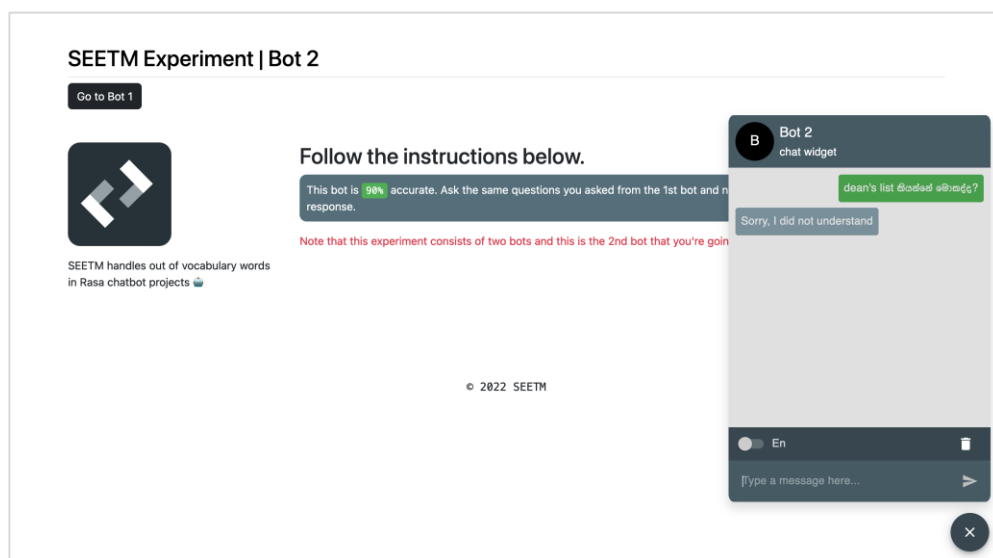 SEETM Experiment | Bot 2
Go to Bot 1
SEETM handles out of vocabulary words
in Rasa chatbot projects 🤖
Follow the instructions below.
This bot is 90% accurate. Ask the same questions you asked from the 1st bot and n
response.
Note that this experiment consists of two bots and this is the 2nd bot that you're goin
© 2022 SEETM
B
Bot 2
chat widget
dean's list කියන්නේ මොකද්ද?
Sorry, I did not understand
En
Type a message here...